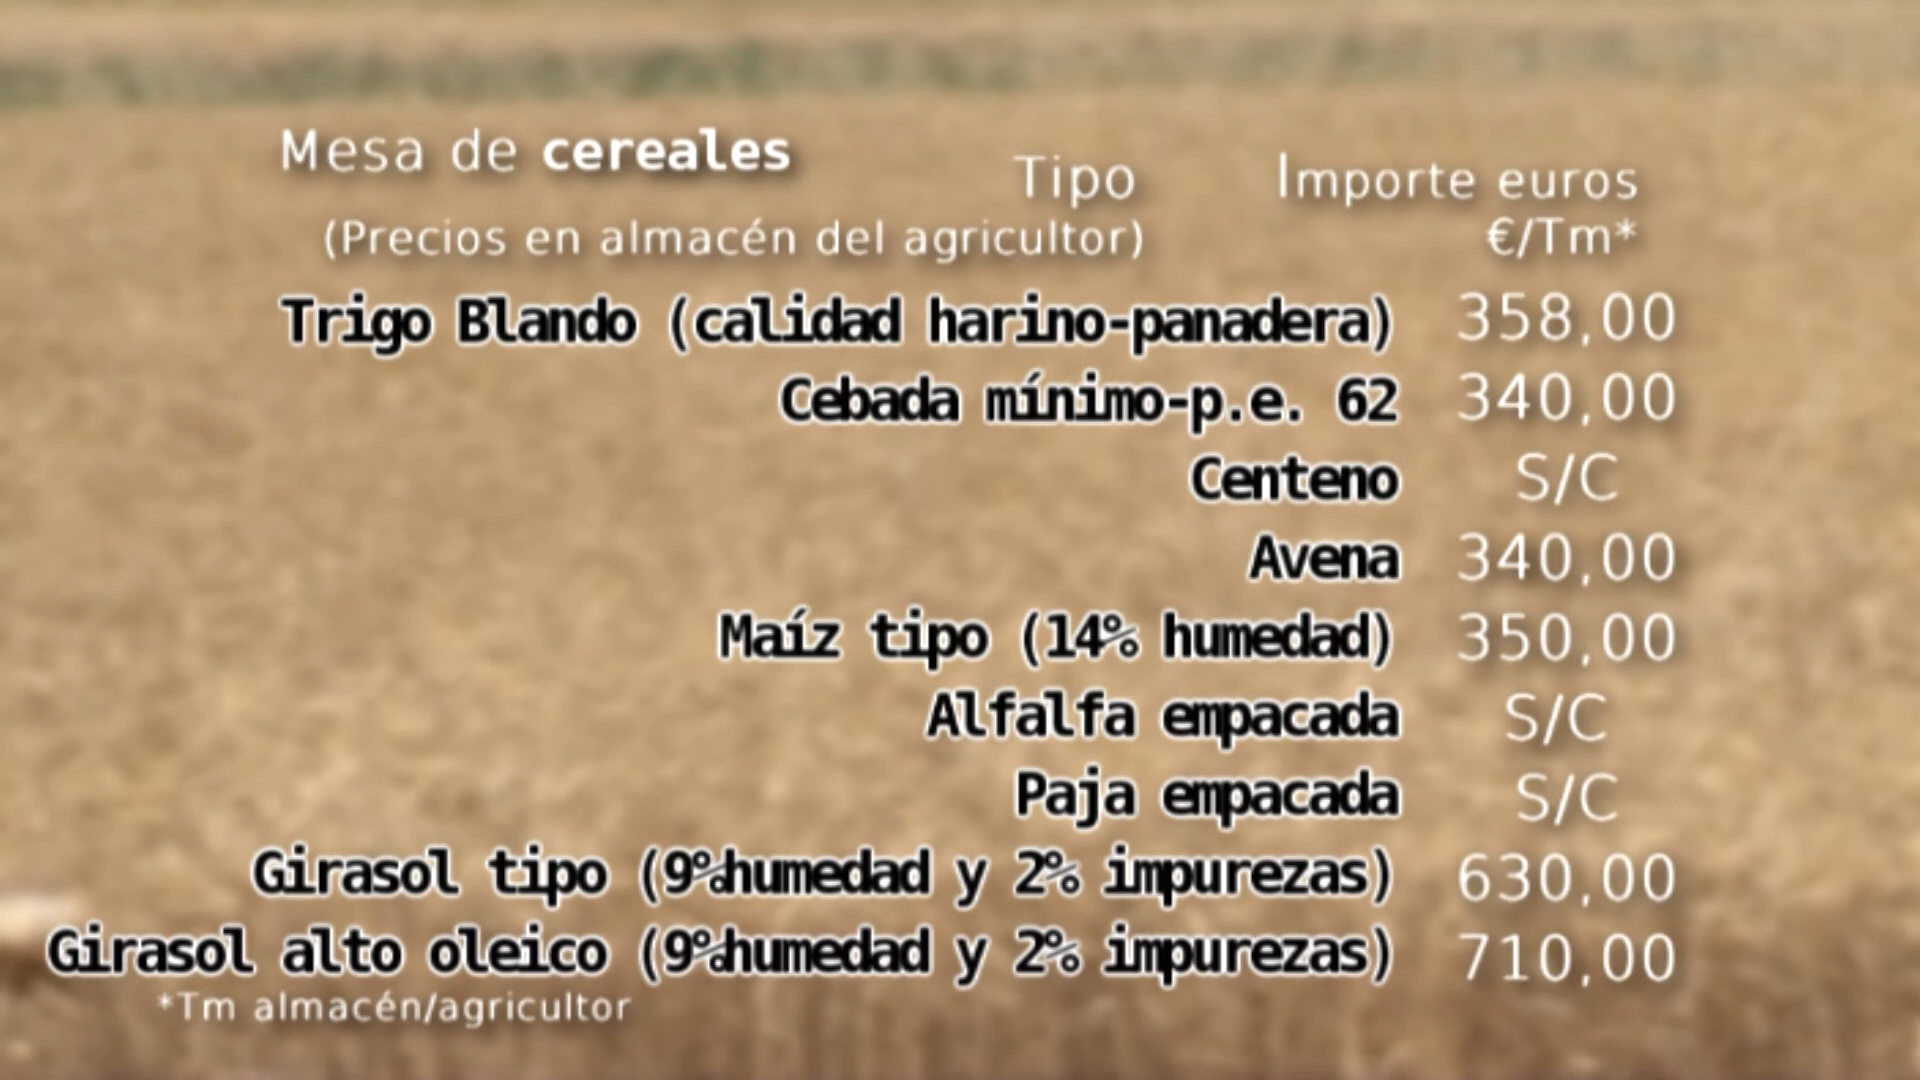 Mesa de cereales
Tipo Importe euros
(Precios en almacén del agricultor) €/Tm*
Trigo Blando (calidad harino-panadera) 358,00
Cebada mínimo-p.e. 62 340,00
Centeno S/C
Avena 340,00
Maíz tipo (14% humedad) 350,00
Alfalfa empacada S/C
Paja empacada S/C
Girasol tipo (9%humedad y 2% impurezas) 630,00
Girasol alto oleico (9%humedad y 2% impurezas) 710,00
*Tm almacén/agricultor